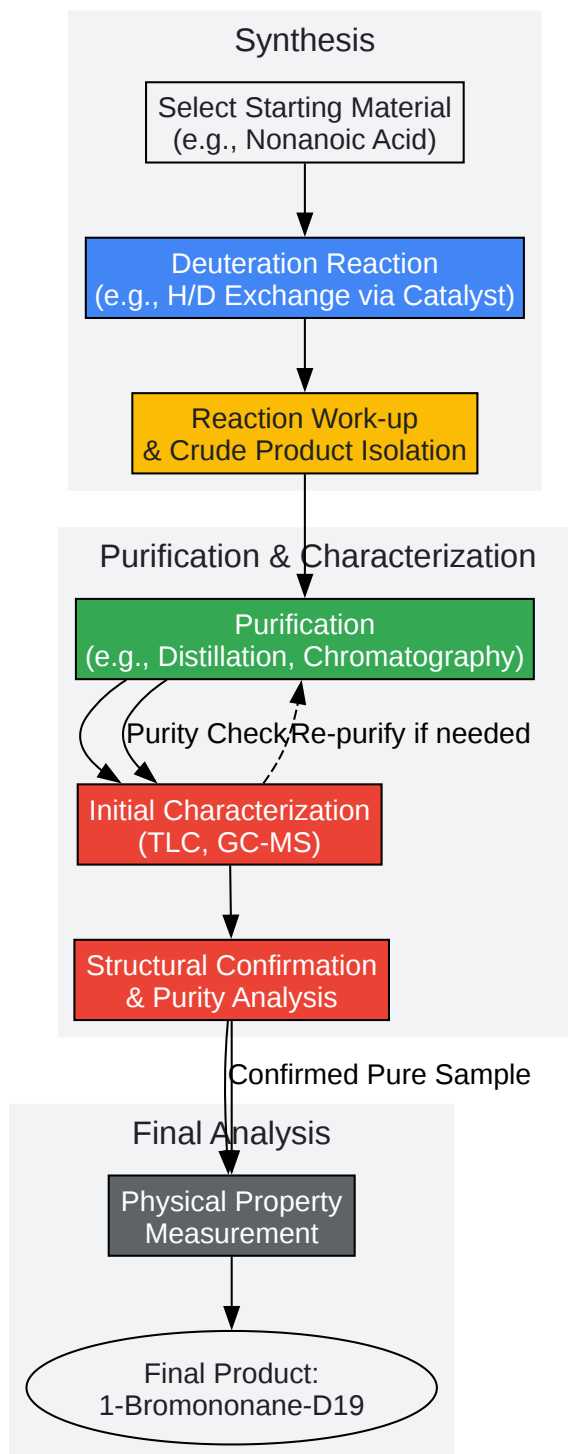 Synthesis
Select Starting Material
(e.g., Nonanoic Acid)
Deuteration Reaction
(e.g., H/D Exchange via Catalyst)
Reaction Work-up
& Crude Product Isolation
Purification & Characterization
Purification
(e.g., Distillation, Chromatography)
Purity Check
Re-purify if needed
Initial Characterization
(TLC, GC-MS)
Structural Confirmation
& Purity Analysis
Confirmed Pure Sample
Final Analysis
Physical Property
Measurement
Final Product:
1-Bromononane-D19